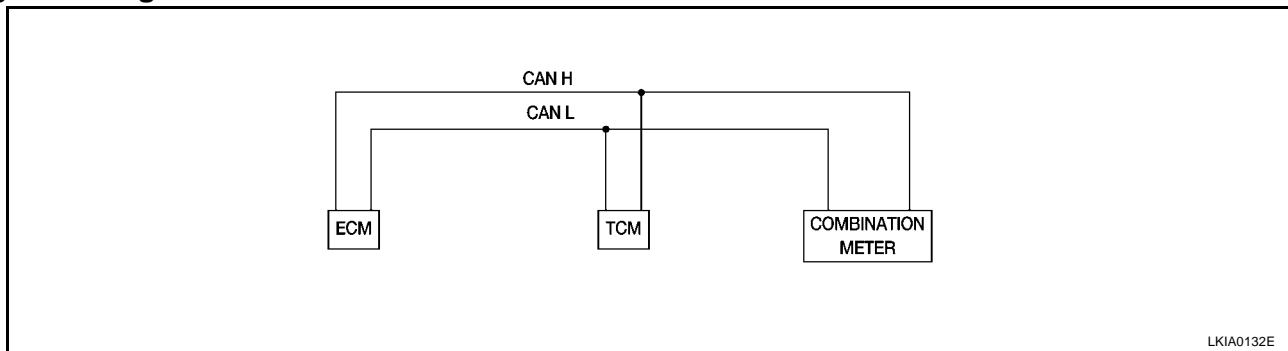 CAN H
CAN L
ECM
TCM
COMBINATION
METER
LKIA0132E